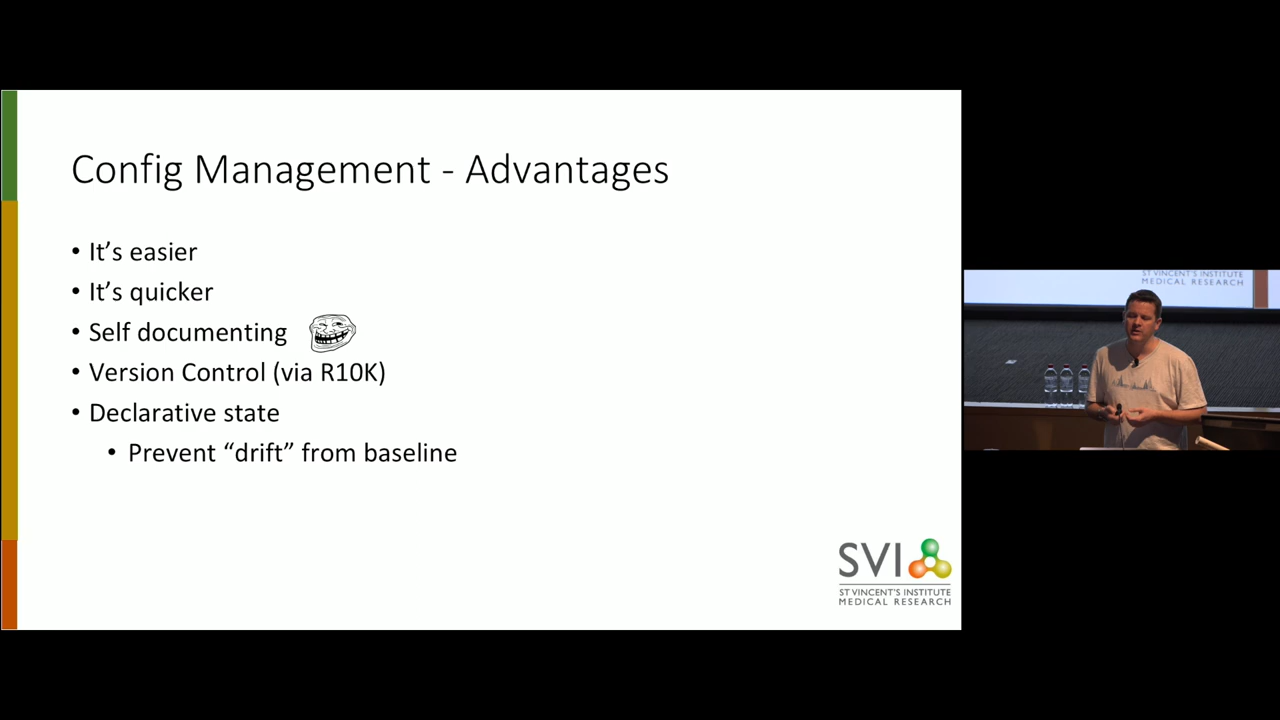 Config Management - Advantages
• It’s easier
• It’s quicker
• Self documenting
• Version Control (via R10K)
• Declarative state
• Prevent “drift” from baseline
SVI
ST VINCENT'S INSTITUTE
MEDICAL RESEARCH
ST VINCENT'S INSTITUTE
MEDICAL RESEARCH